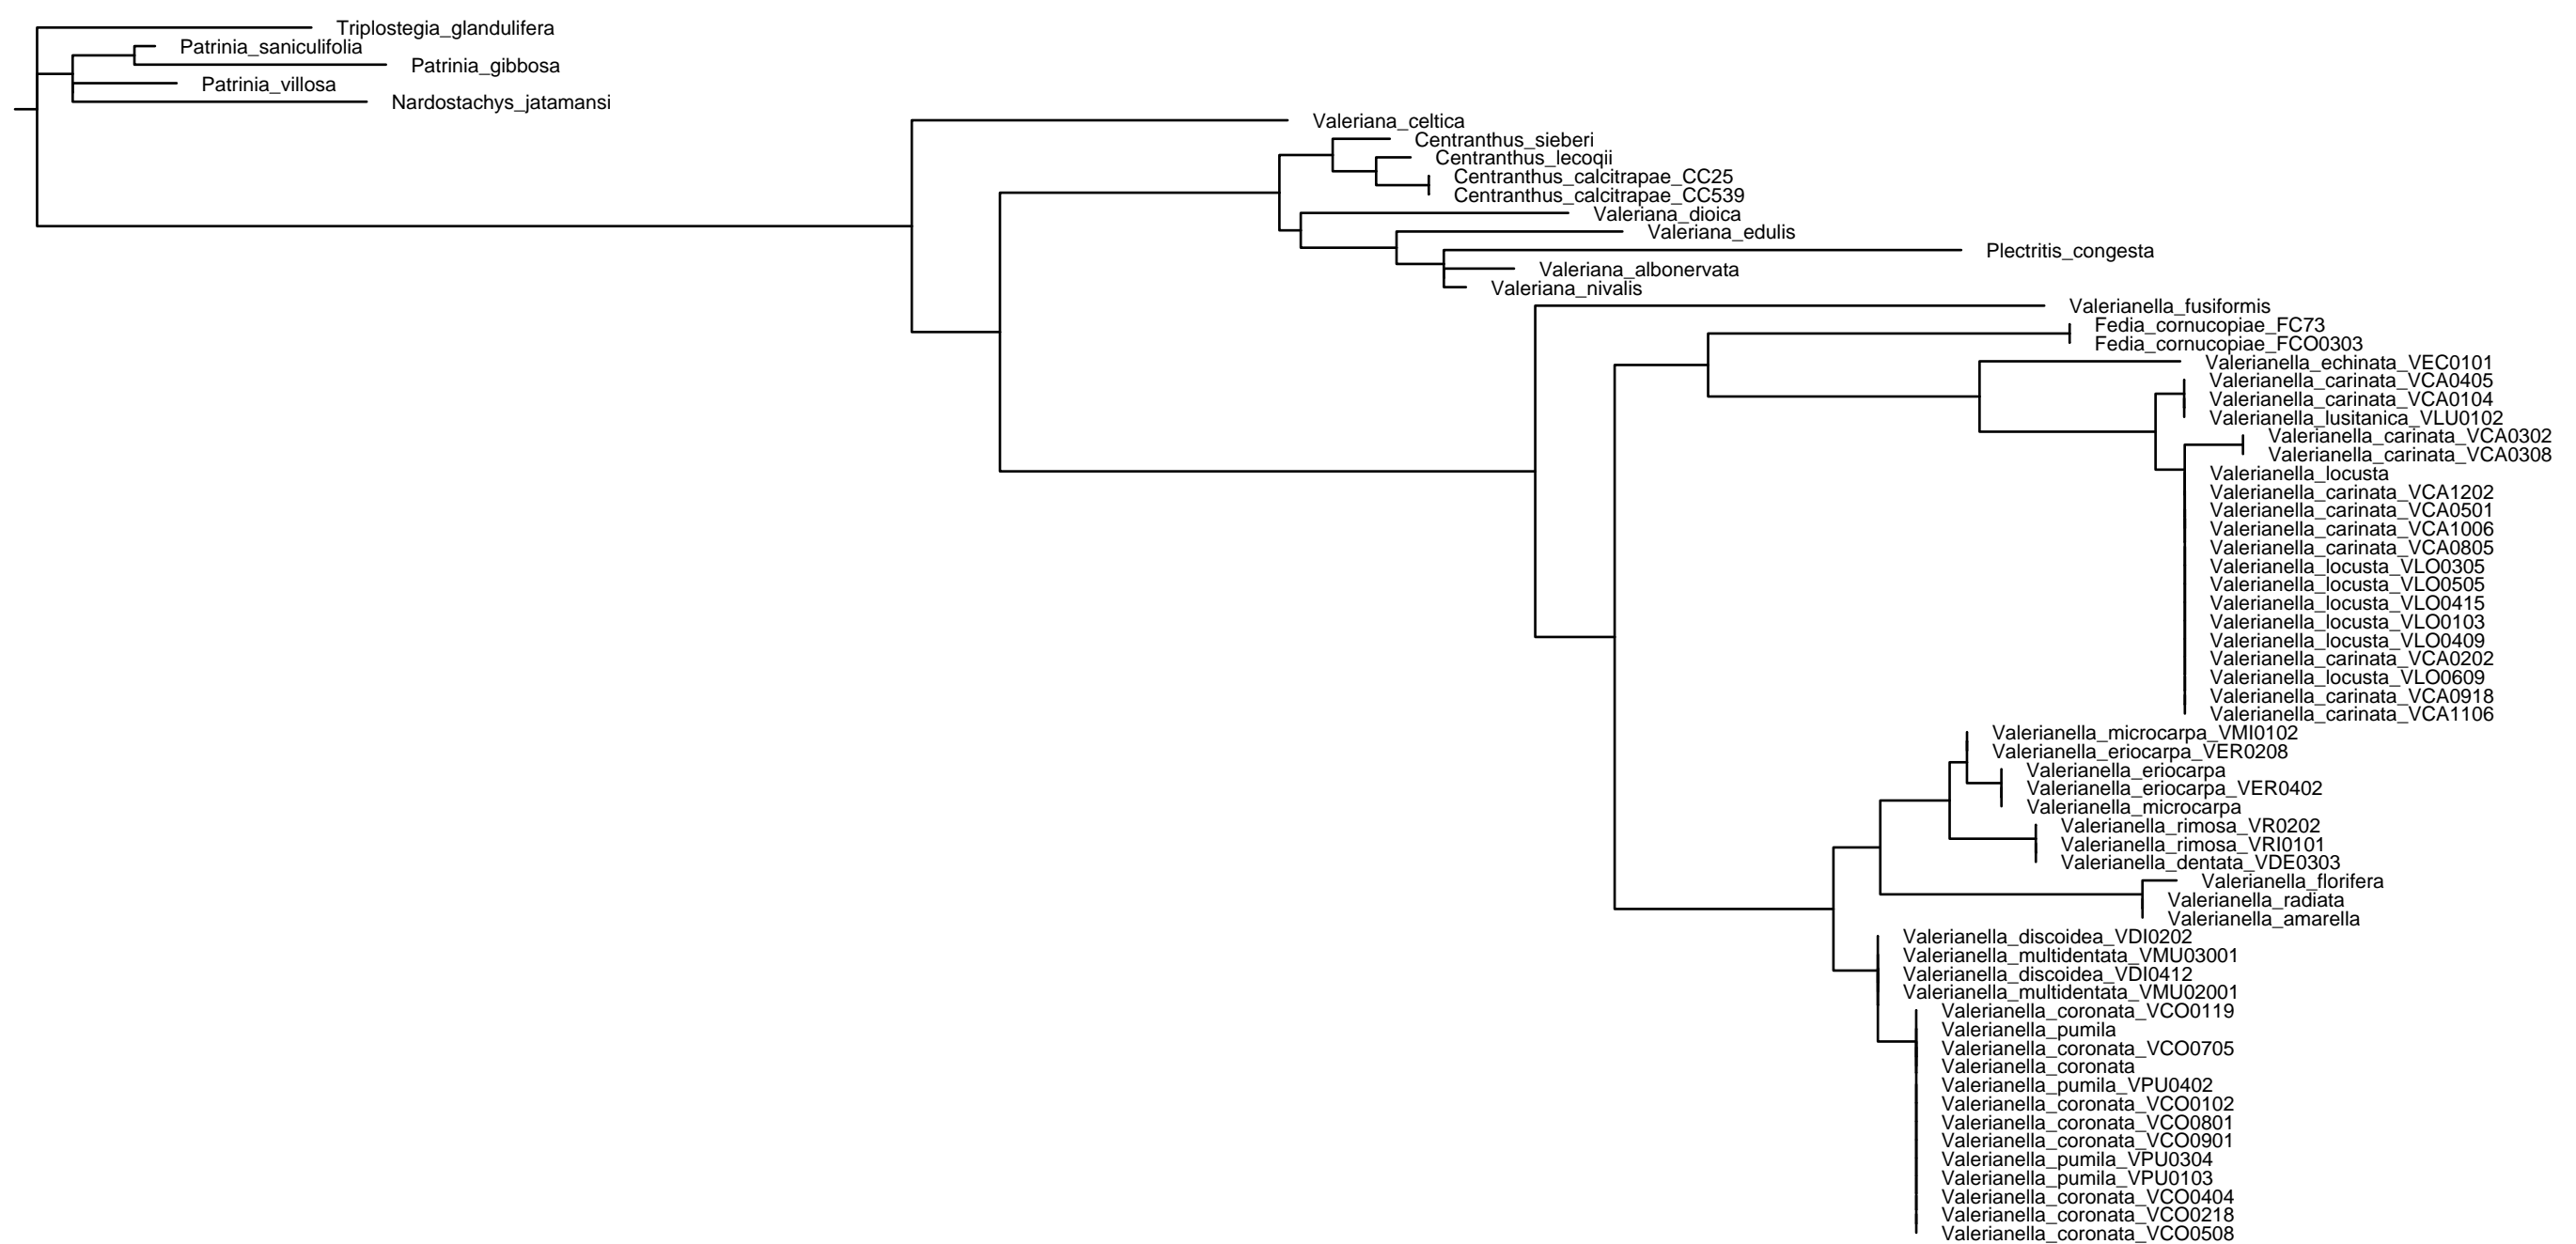 Triplostegia_glandulifera
Patrinia_saniculifolia
Patrinia_gibbosa
Patrinia_villosa
Nardostachys_jatamansi
Valeriana_celtica
Centranthus_sieberi
Centranthus_lecoqii
Centranthus_calcitrapae_CC25
Centranthus_calcitrapae_CC539
Valeriana_dioica
Valeriana_edulis
Plectritis_congesta
Valeriana_albonervata
Valeriana_nivalis
Valerianella_fusiformis
Fedia_cornucopiae_FC73
Fedia_cornucopiae_FCO0303
Valerianella_echinata_VEC0101
Valerianella_carinata_VCA0405
Valerianella_carinata_VCA0104
Valerianella_lusitanica_VLU0102
Valerianella_carinata_VCA0302
Valerianella_carinata_VCA0308
Valerianella_locusta
Valerianella_carinata_VCA1202
Valerianella_carinata_VCA0501
Valerianella_carinata_VCA1006
Valerianella_carinata_VCA0805
Valerianella_locusta_VLO0305
Valerianella_locusta_VLO0505
Valerianella_locusta_VLO0415
Valerianella_locusta_VLO0103
Valerianella_locusta_VLO0409
Valerianella_carinata_VCA0202
Valerianella_locusta_VLO0609
Valerianella_carinata_VCA0918
Valerianella_carinata_VCA1106
Valerianella_microcarpa_VMI0102
Valerianella_eriocarpa_VER0208
Valerianella_eriocarpa
Valerianella_eriocarpa_VER0402
Valerianella_microcarpa
Valerianella_rimosa_VR0202
Valerianella_rimosa_VRI0101
Valerianella_dentata_VDE0303
Valerianella_florifera
Valerianella_radiata
Valerianella_amarella
Valerianella_discoidea_VDI0202
Valerianella_multidentata_VMU03001
Valerianella_discoidea_VDI0412
Valerianella_multidentata_VMU02001
Valerianella_coronata_VCO0119
Valerianella_pumila
Valerianella_coronata_VCO0705
Valerianella_coronata
Valerianella_pumila_VPU0402
Valerianella_coronata_VCO0102
Valerianella_coronata_VCO0801
Valerianella_coronata_VCO0901
Valerianella_pumila_VPU0304
Valerianella_pumila_VPU0103
Valerianella_coronata_VCO0404
Valerianella_coronata_VCO0218
Valerianella_coronata_VCO0508